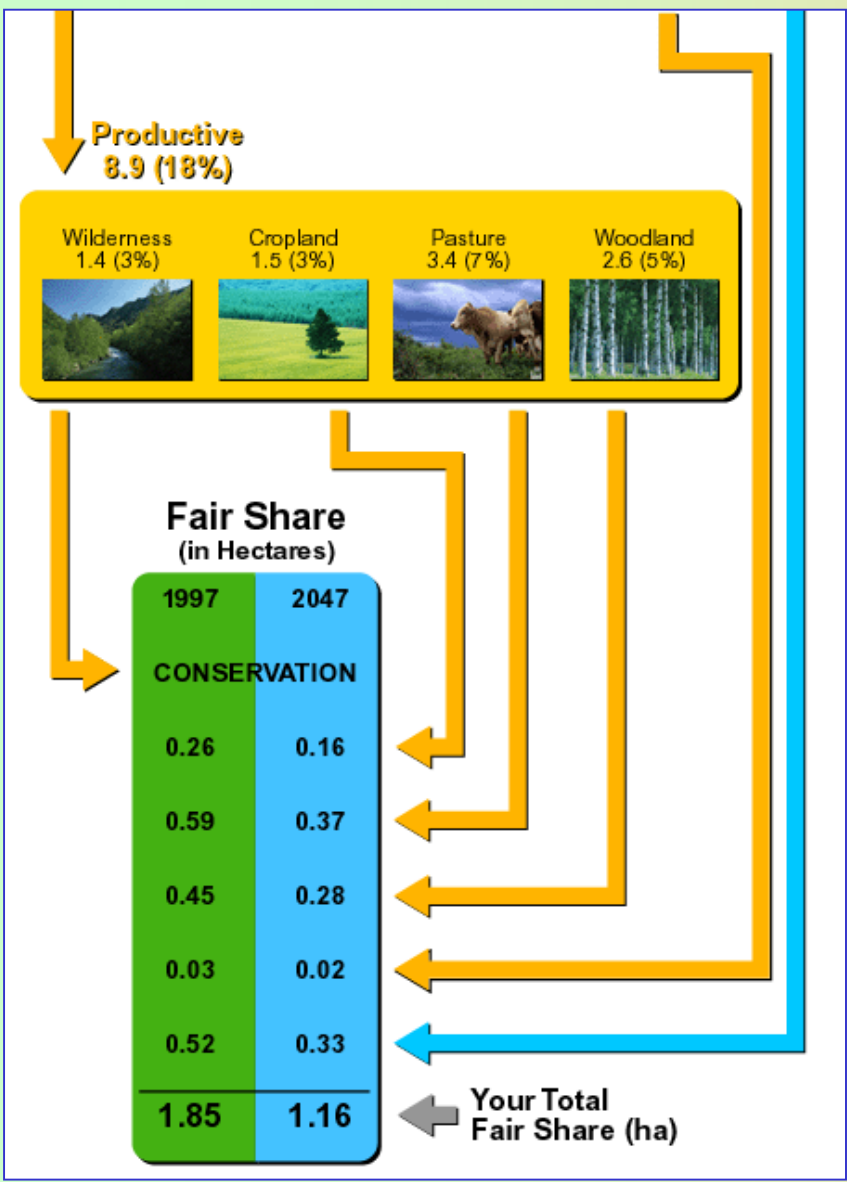 Productive
8.9 (18%)
Wilderness
1.4 (3%)
Cropland
1.5 (3%)
Pasture
3.4 (7%)
Woodland
2.6 (5%)
Fair Share
(in Hectares)
1997 2047
CONSERVATION
0.26 0.16
0.59 0.37
0.45 0.28
0.03 0.02
0.52 0.33
1.85 1.16
Your Total
Fair Share (ha)